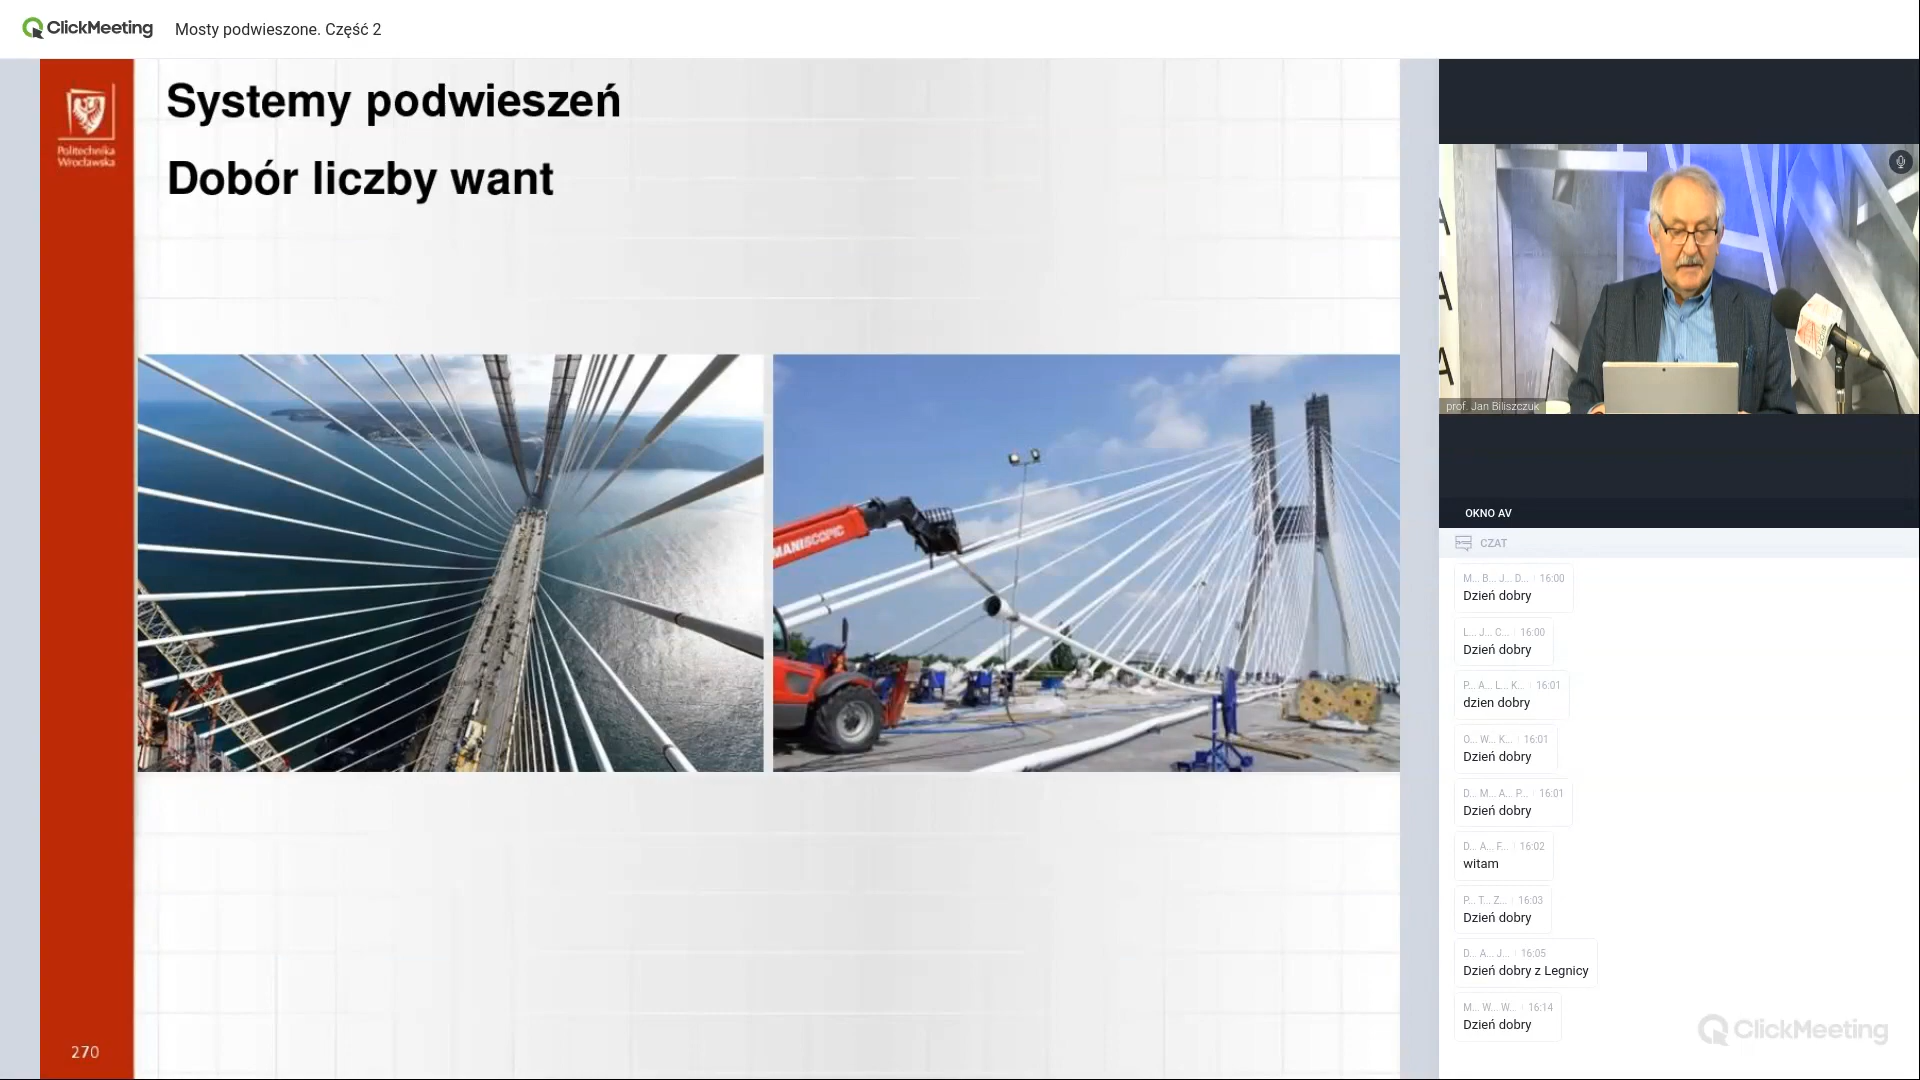 ClickMeeting
Mosty podwieszone. Część 2
Politechnika
Wrocławska
Systemy podwieszeń
Dobór liczby want
MANISCOPIC
270
prof. Jan Biliszczuk
OKNO AV
CZAT
M... B... J... D... 16:00
Dzień dobry
L... J... C... 16:00
Dzień dobry
P... A... L... K... 16:01
dzien dobry
O... W... K... 16:01
Dzień dobry
D... M... A... P... 16:01
Dzień dobry
D... A... F... 16:02
witam
P... T... Z... 16:03
Dzień dobry
D... A... J... 16:05
Dzień dobry z Legnicy
M... W... W... 16:14
Dzień dobry
ClickMeeting